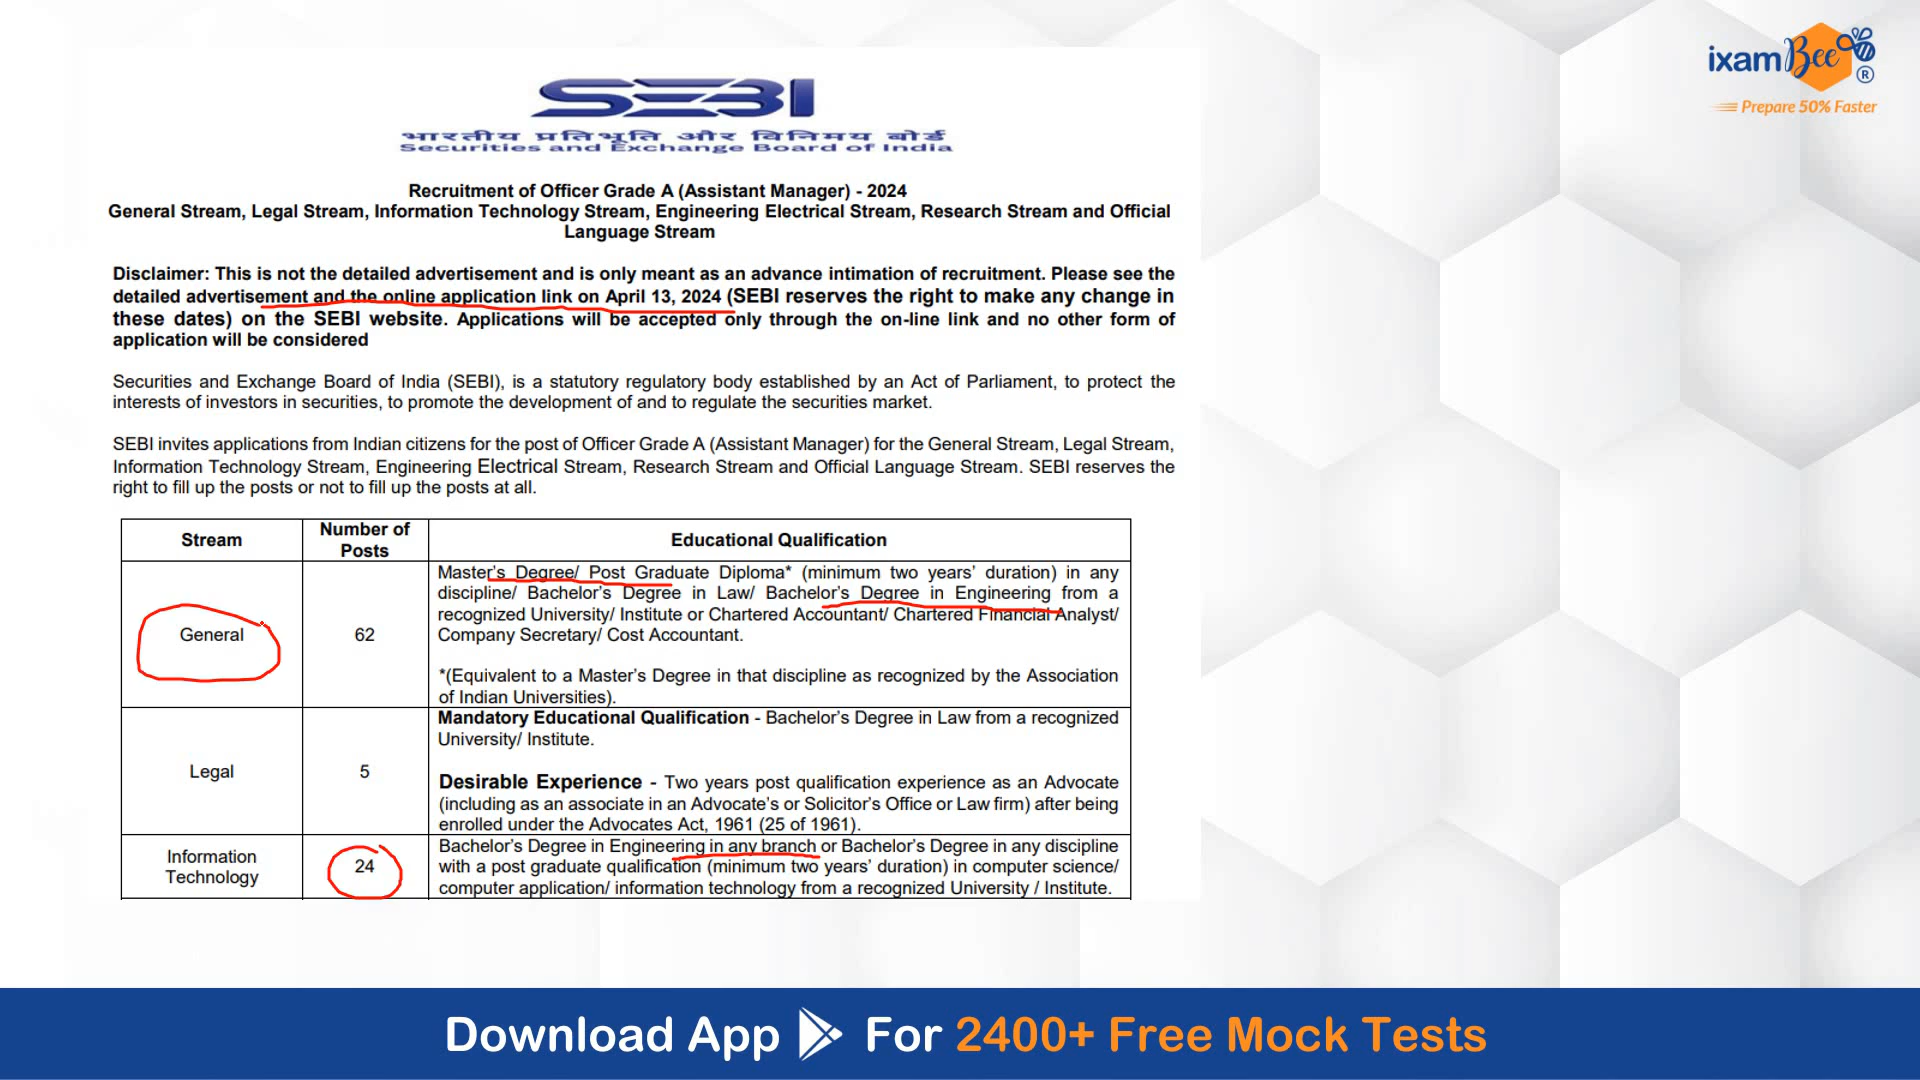 ixamBee
®
Prepare 50% Faster
SEBI
भारतीय प्रतिभूति और विनिमय बोर्ड
Securities and Exchange Board of India
Recruitment of Officer Grade A (Assistant Manager) - 2024
General Stream, Legal Stream, Information Technology Stream, Engineering Electrical Stream, Research Stream and Official
Language Stream
Disclaimer: This is not the detailed advertisement and is only meant as an advance intimation of recruitment. Please see the
detailed advertisement and the online application link on April 13, 2024 (SEBI reserves the right to make any change in
these dates) on the SEBI website. Applications will be accepted only through the on-line link and no other form of
application will be considered
Securities and Exchange Board of India (SEBI), is a statutory regulatory body established by an Act of Parliament, to protect the
interests of investors in securities, to promote the development of and to regulate the securities market.
SEBI invites applications from Indian citizens for the post of Officer Grade A (Assistant Manager) for the General Stream, Legal Stream,
Information Technology Stream, Engineering Electrical Stream, Research Stream and Official Language Stream. SEBI reserves the
right to fill up the posts or not to fill up the posts at all.
Stream
Number of
Posts
Educational Qualification
General
62
Master's Degree/ Post Graduate Diploma* (minimum two years' duration) in any
discipline/ Bachelor's Degree in Law/ Bachelor's Degree in Engineering from a
recognized University/ Institute or Chartered Accountant/ Chartered Financial Analyst/
Company Secretary/ Cost Accountant.
*(Equivalent to a Master's Degree in that discipline as recognized by the Association
of Indian Universities).
Legal
5
Mandatory Educational Qualification - Bachelor's Degree in Law from a recognized
University/ Institute.
Desirable Experience - Two years post qualification experience as an Advocate
(including as an associate in an Advocate's or Solicitor's Office or Law firm) after being
enrolled under the Advocates Act, 1961 (25 of 1961).
Information
Technology
24
Bachelor's Degree in Engineering in any branch or Bachelor's Degree in any discipline
with a post graduate qualification (minimum two years' duration) in computer science/
computer application/ information technology from a recognized University / Institute.
Download App For 2400+ Free Mock Tests